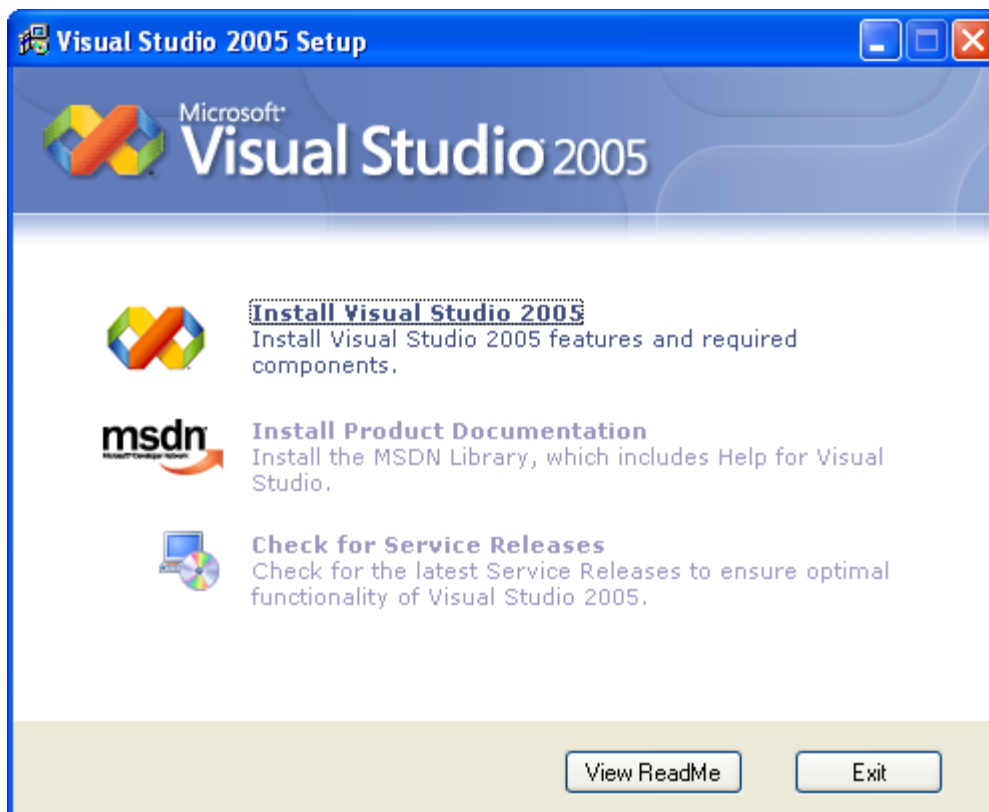 Visual Studio 2005 Setup
Microsoft
Visual Studio 2005
Install Visual Studio 2005
Install Visual Studio 2005 features and required
components.
msdn
Install Product Documentation
Install the MSDN Library, which includes Help for Visual
Studio.
Check for Service Releases
Check for the latest Service Releases to ensure optimal
functionality of Visual Studio 2005.
View ReadMe
Exit